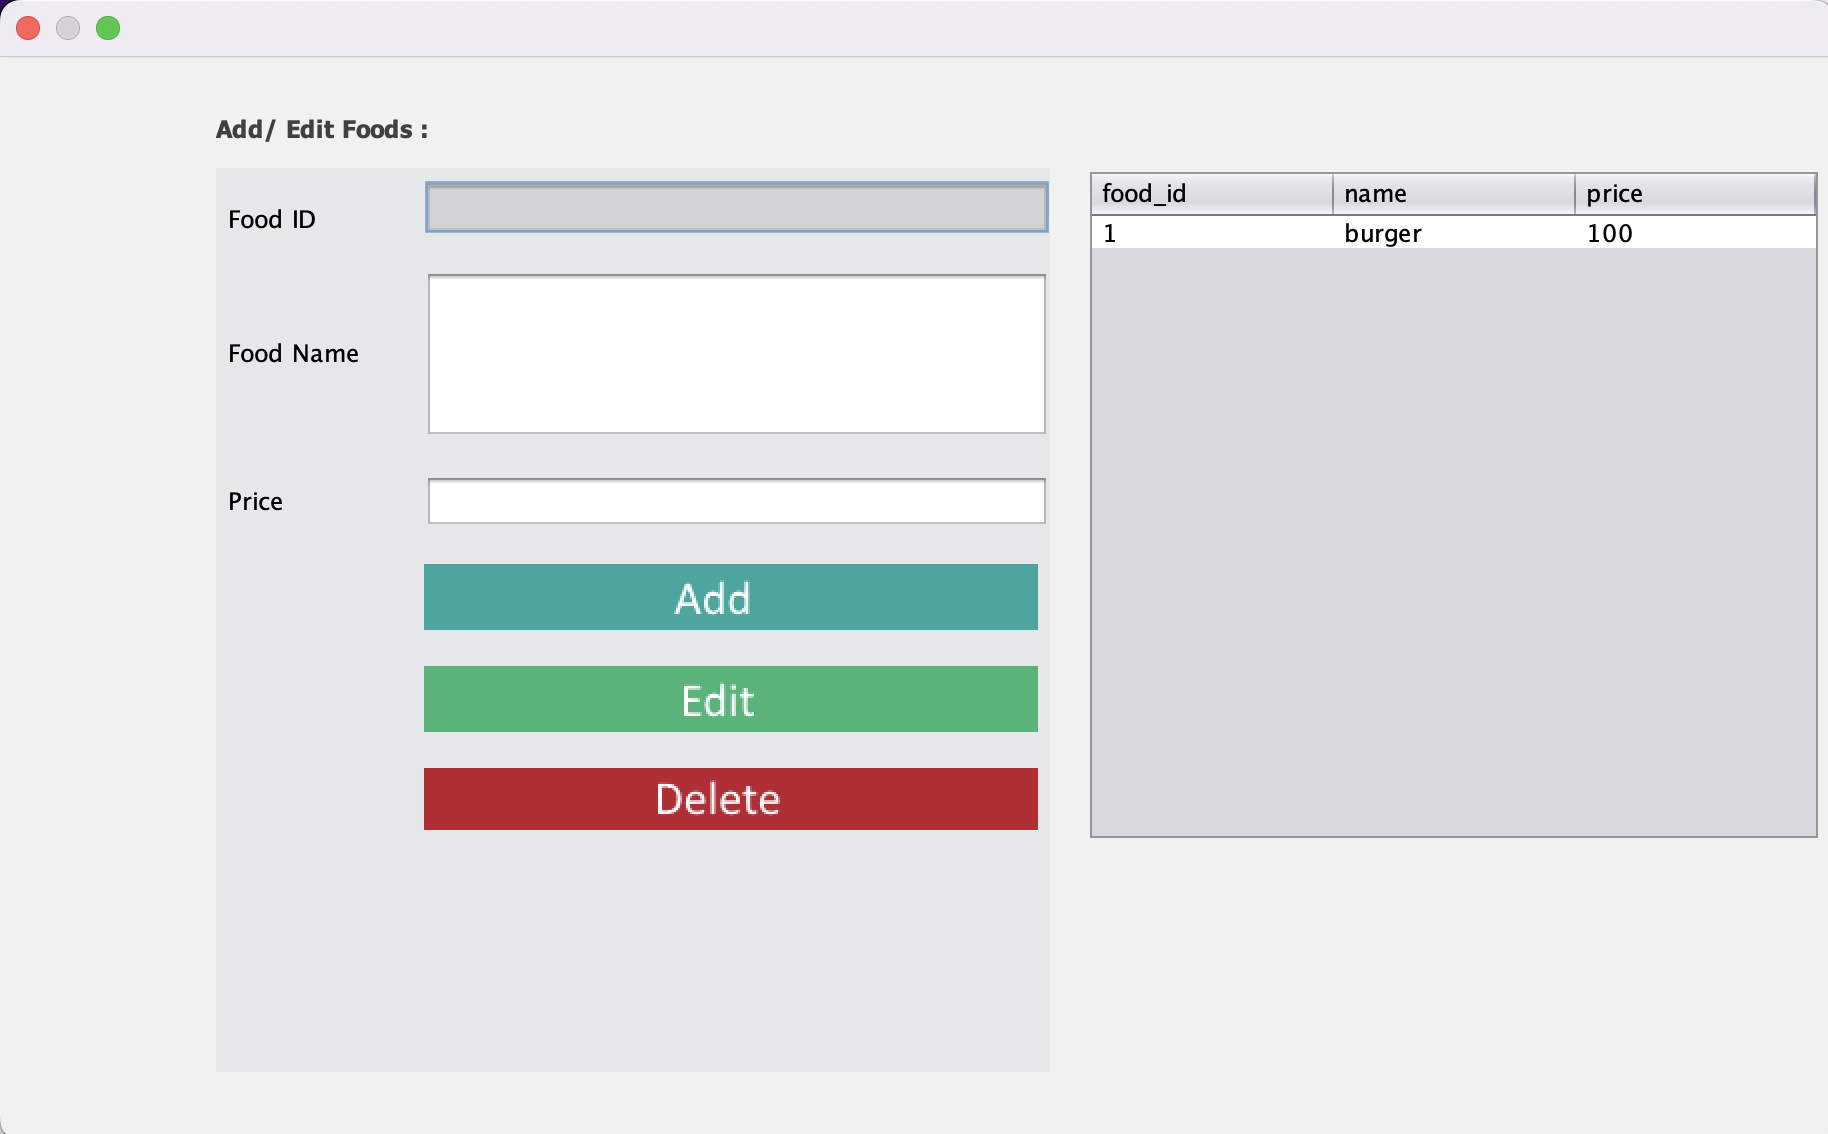 Add/ Edit Foods :
Food ID
Food Name
Price
Add
Edit
Delete
food_id name price
1 burger 100